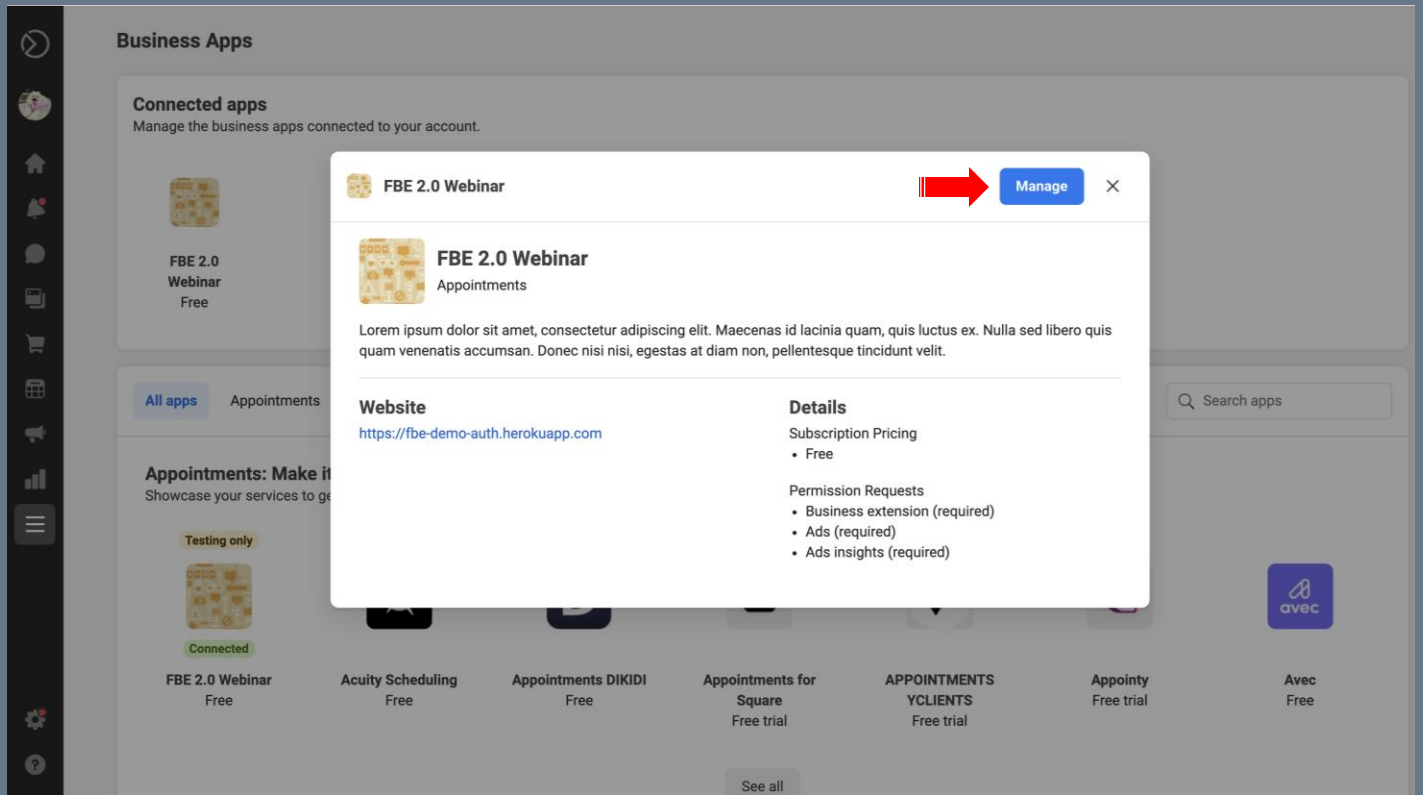 Business Apps
Connected apps
Manage the business apps connected to your account.
FBE 2.0
Webinar
Free
FBE 2.0 Webinar
Manage
FBE 2.0 Webinar
Appointments
Lorem ipsum dolor sit amet, consectetur adipiscing elit. Maecenas id lacinia quam, quis luctus ex. Nulla sed libero quis
quam venenatis accumsan. Donec nisi nisi, egestas at diam non, pellentesque tincidunt velit.
Website
https://fbe-demo-auth.herokuapp.com
Details
Subscription Pricing
• Free
Permission Requests
• Business extension (required)
• Ads (required)
• Ads insights (required)
All apps
Appointments
Search apps
Appointments: Make it
Showcase your services to ge
Testing only
Connected
FBE 2.0 Webinar
Free
Acuity Scheduling
Free
Appointments DIKIDI
Free
Appointments for
Square
Free trial
APPOINTMENTS
YCLIENTS
Free trial
Appointy
Free trial
avec
Avec
Free
See all